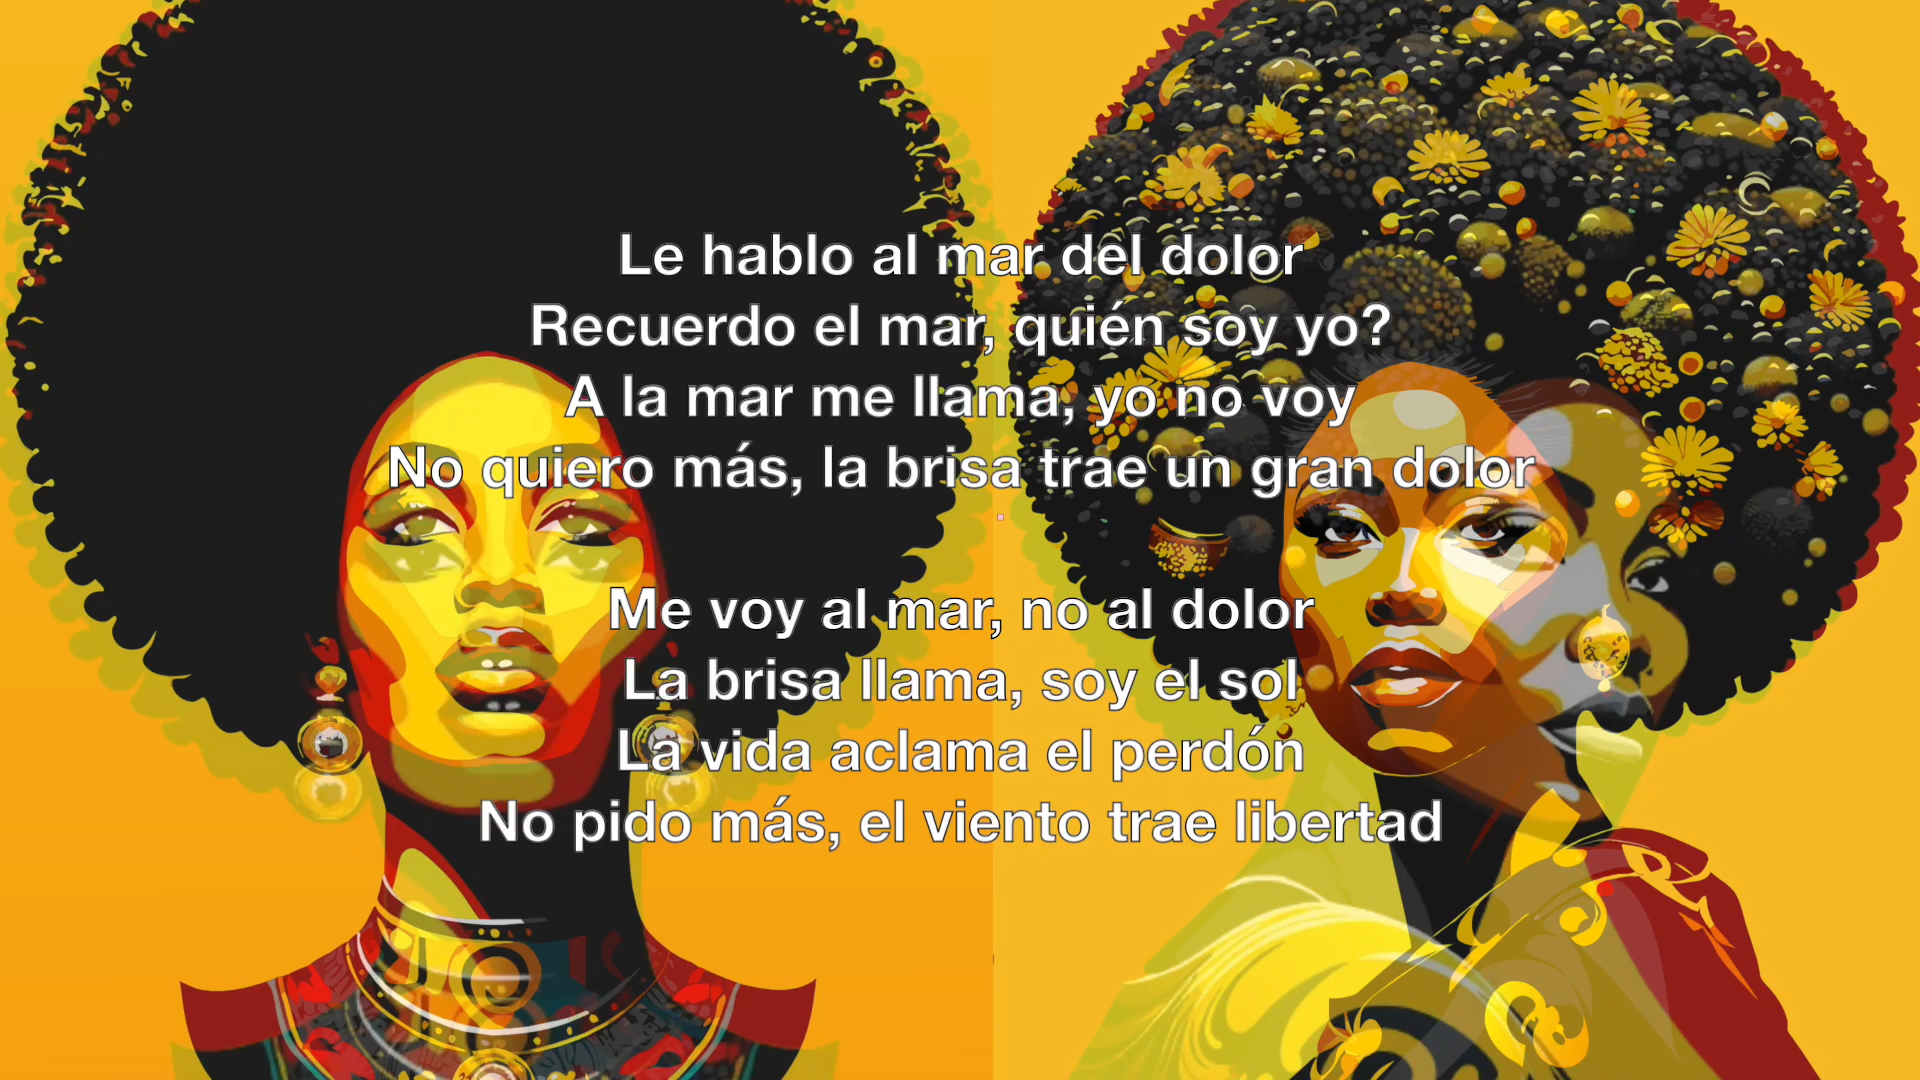 Le hablo al mar del dolor
Recuerdo el mar, quién soy yo?
A la mar me llama, yo no voy
No quiero más, la brisa trae un gran dolor
Me voy al mar, no al dolor
La brisa llama, soy el sol
La vida aclama el perdón
No pido más, el viento trae libertad